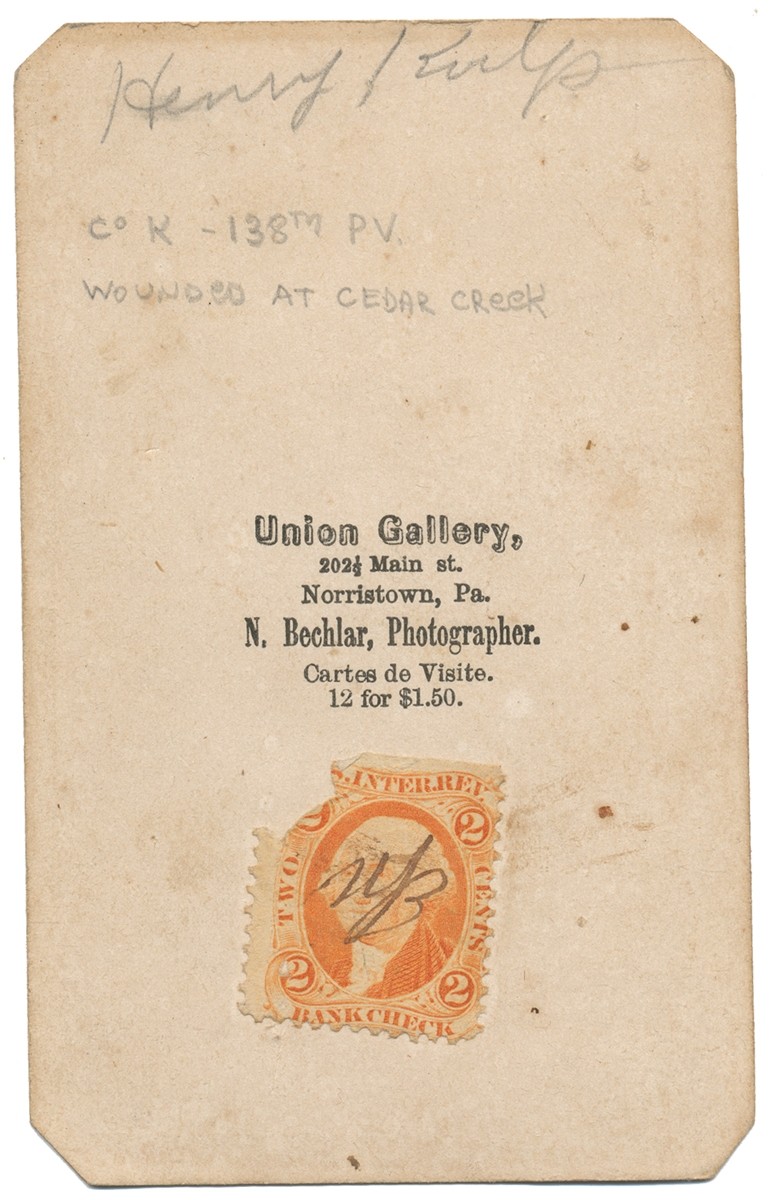 Henry Kulp
Co K - 138TH PV.
WOUNDED AT CEDAR CREEK
Union Gallery,
202½ Main st.
Norristown, Pa.
N. Bechlar, Photographer.
Cartes de Visite.
12 for $1.50.
S. INTER. REV
2
TWO
CENTS
NB
2 2
BANK CHECK